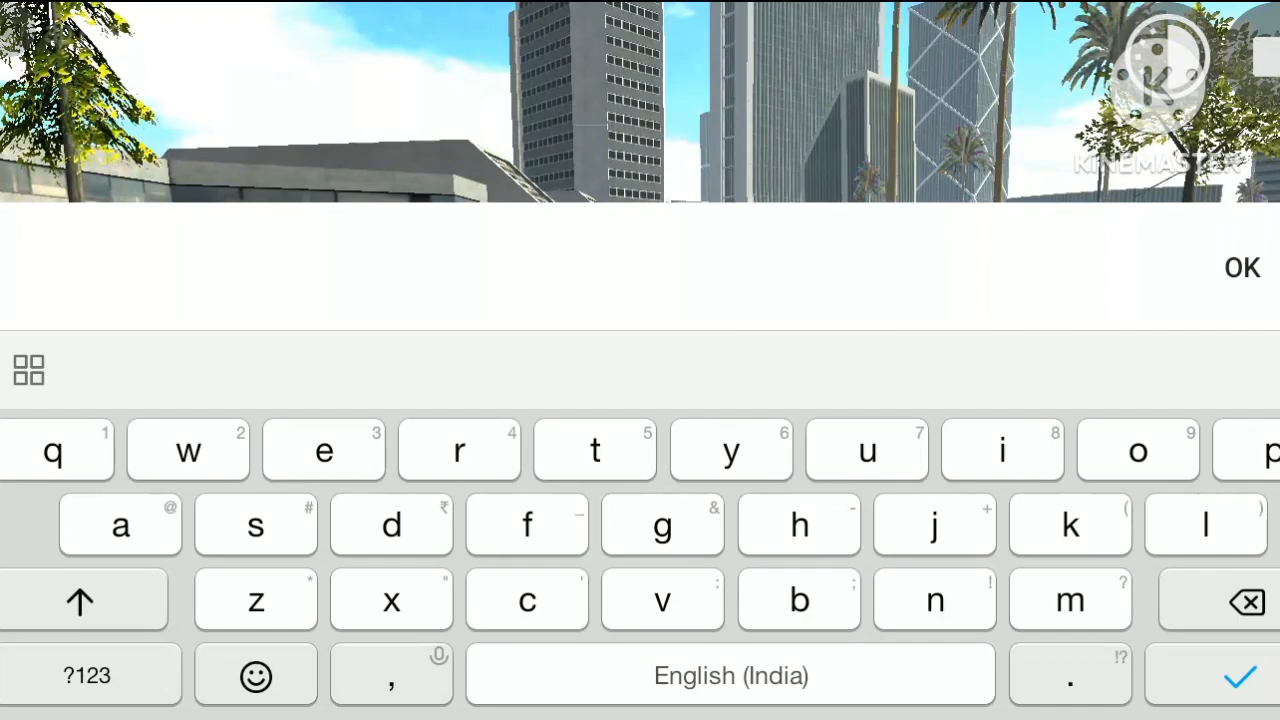 K
KINEMASTER
OK
q 1 w 2 e 3 r 4 t 5 y 6 u 7 i 8 o 9 p
a @ s # d ₹ f _ g & h - j + k ( l )
z * x " c ' v : b ; n ! m ?
?123 , English (India) . !?